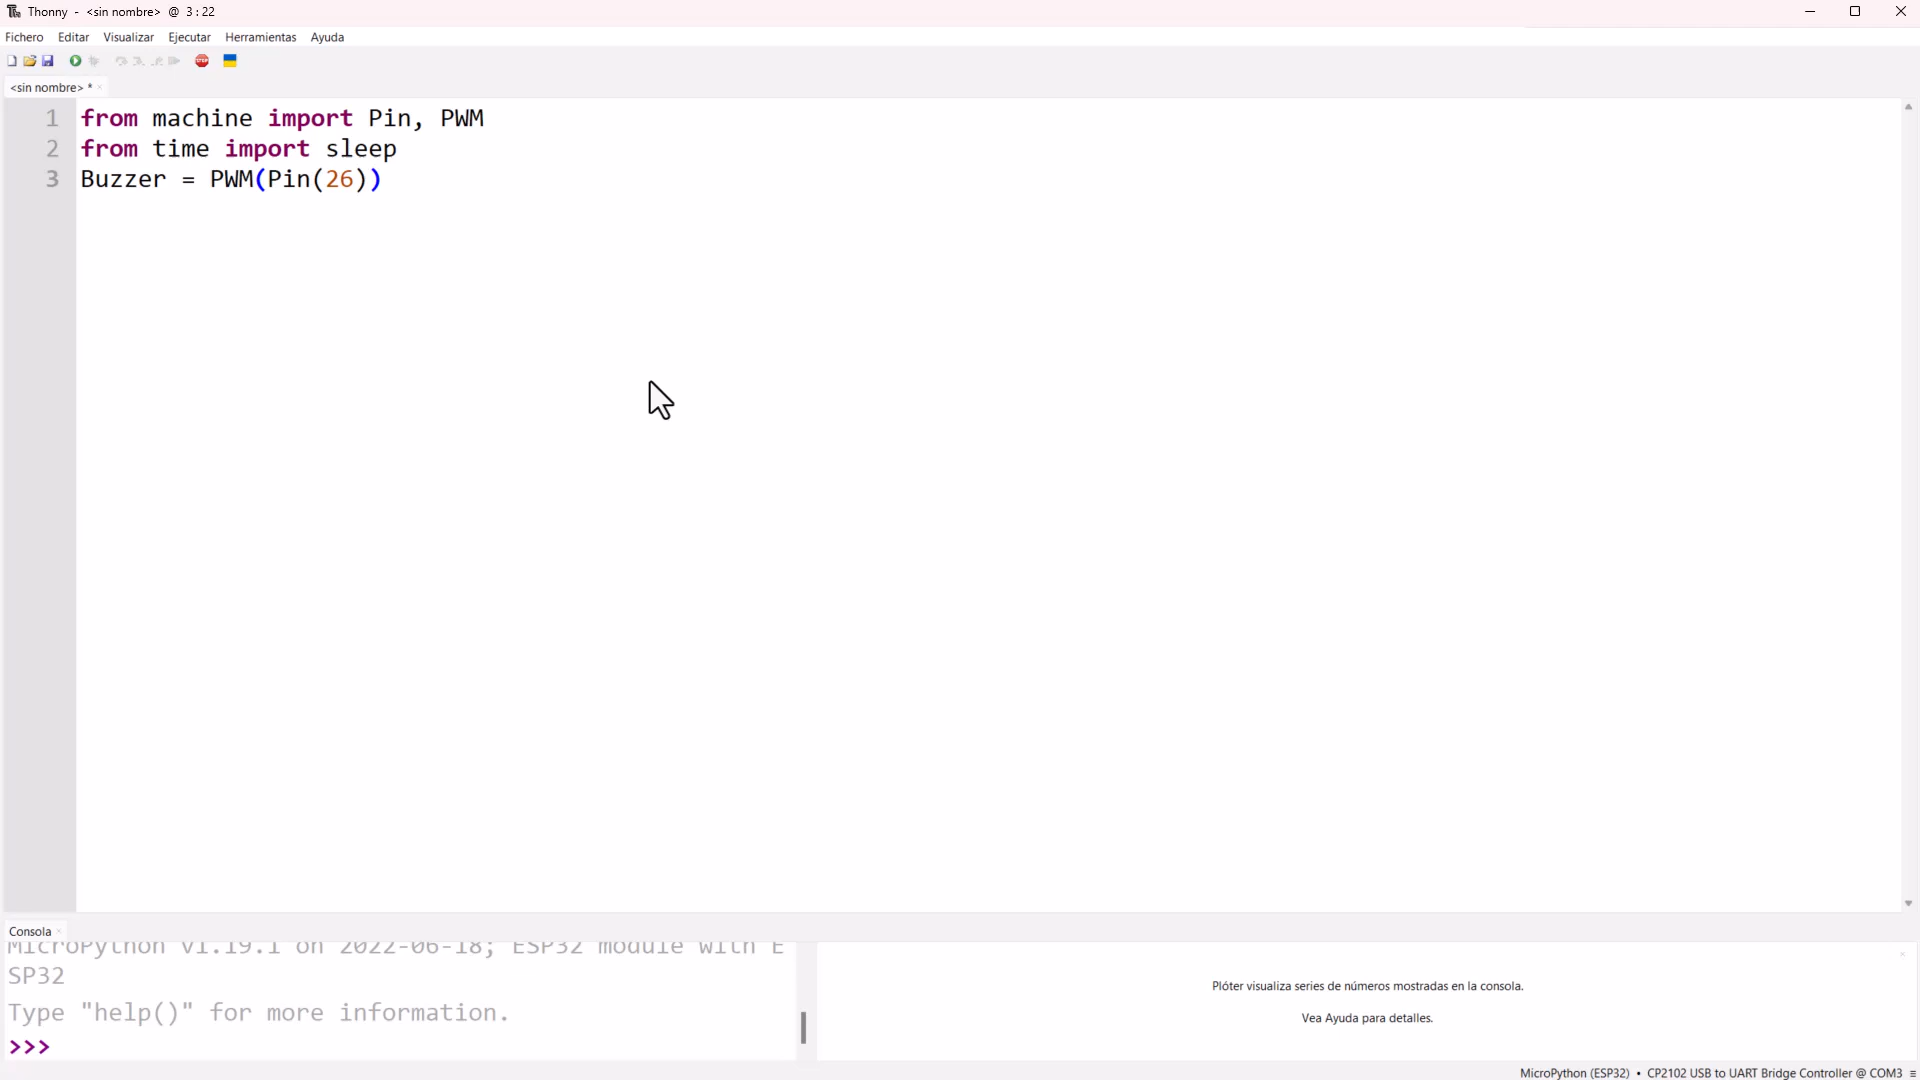 Thonny - <sin nombre> @ 3:22
Fichero Editar Visualizar Ejecutar Herramientas Ayuda
STOP
<sin nombre> *
1 from machine import Pin, PWM
2 from time import sleep
3 Buzzer = PWM(Pin(26))
Consola
MicroPython v1.19.1 on 2022-06-18; ESP32 module with E
SP32
Type "help()" for more information.
>>>
Plóter visualiza series de números mostradas en la consola.
Vea Ayuda para detalles.
MicroPython (ESP32) • CP2102 USB to UART Bridge Controller @ COM3 ≡